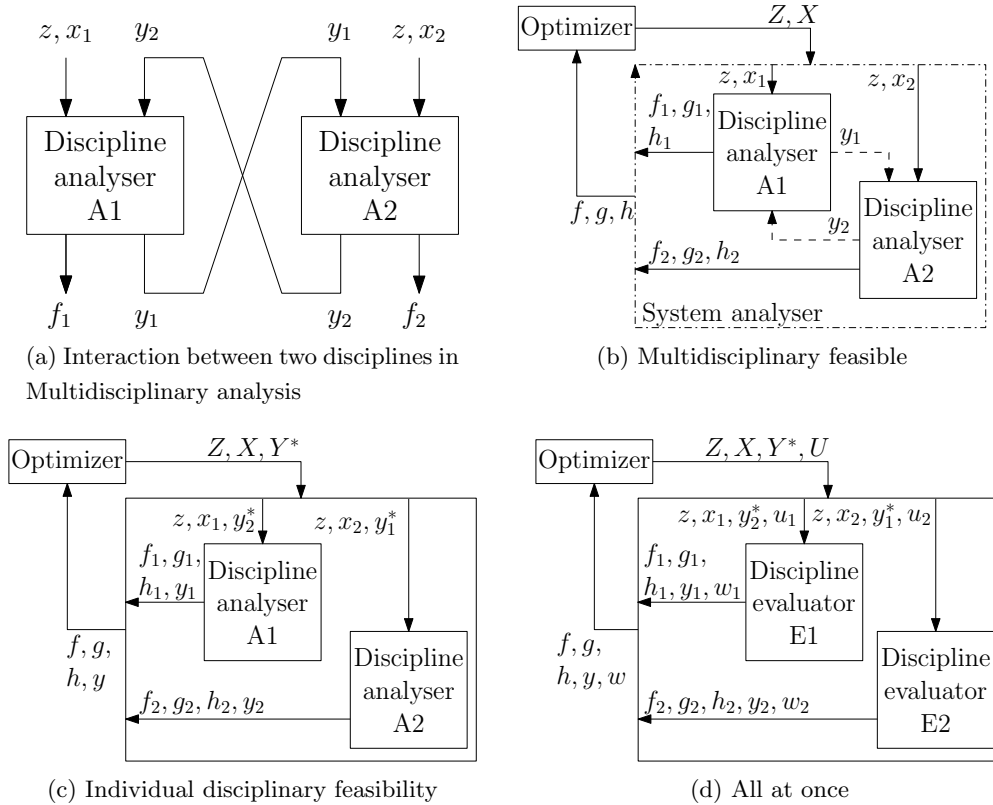 z, x₁
y₂
y₁
z, x₂
Discipline
analyser
A1
Discipline
analyser
A2
f₁
y₁
y₂
f₂
(a) Interaction between two disciplines in
Multidisciplinary analysis
Optimizer
Z, X
z, x₁
z, x₂
f₁, g₁,
h₁
Discipline
analyser
A1
y₁
y₂
Discipline
analyser
A2
f, g, h
f₂, g₂, h₂
System analyser
(b) Multidisciplinary feasible
Optimizer
Z, X, Y*
z, x₁, y₂*
z, x₂, y₁*
f₁, g₁,
h₁, y₁
Discipline
analyser
A1
f, g,
h, y
Discipline
analyser
A2
f₂, g₂, h₂, y₂
(c) Individual disciplinary feasibility
Optimizer
Z, X, Y*, U
z, x₁, y₂*, u₁
z, x₂, y₁*, u₂
f₁, g₁,
h₁, y₁, w₁
Discipline
evaluator
E1
f, g,
h, y, w
Discipline
evaluator
E2
f₂, g₂, h₂, y₂, w₂
(d) All at once